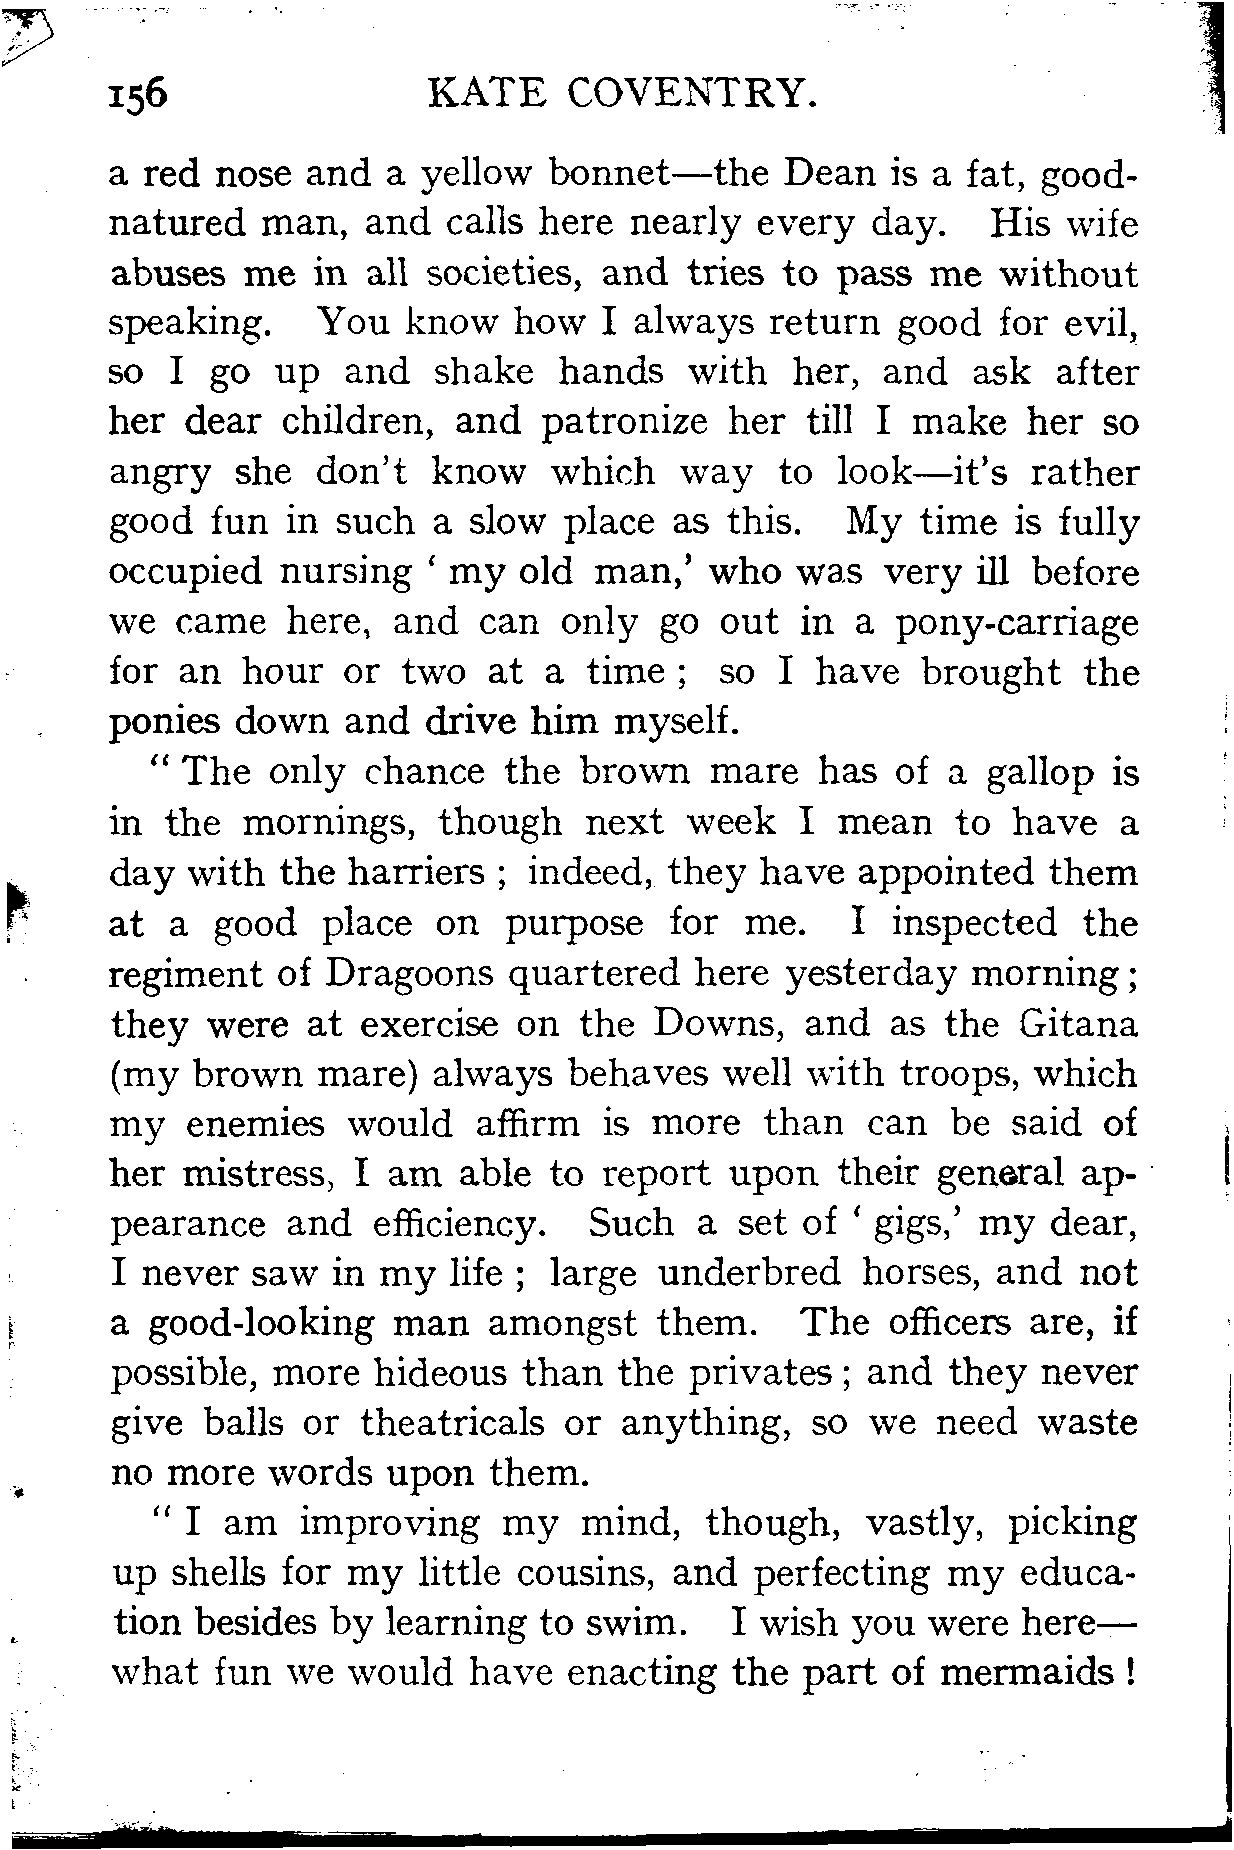 156 KATE COVENTRY.
a red nose and a yellow bonnet—the Dean is a fat, good-
natured man, and calls here nearly every day. His wife
abuses me in all societies, and tries to pass me without
speaking. You know how I always return good for evil,
so I go up and shake hands with her, and ask after
her dear children, and patronize her till I make her so
angry she don't know which way to look—it's rather
good fun in such a slow place as this. My time is fully
occupied nursing ‘ my old man,’ who was very ill before
we came here, and can only go out in a pony-carriage
for an hour or two at a time ; so I have brought the
ponies down and drive him myself.
“ The only chance the brown mare has of a gallop is
in the mornings, though next week I mean to have a
day with the harriers ; indeed, they have appointed them
at a good place on purpose for me. I inspected the
regiment of Dragoons quartered here yesterday morning ;
they were at exercise on the Downs, and as the Gitana
(my brown mare) always behaves well with troops, which
my enemies would affirm is more than can be said of
her mistress, I am able to report upon their general ap-
pearance and efficiency. Such a set of ‘ gigs,’ my dear,
I never saw in my life ; large underbred horses, and not
a good-looking man amongst them. The officers are, if
possible, more hideous than the privates ; and they never
give balls or theatricals or anything, so we need waste
no more words upon them.
“ I am improving my mind, though, vastly, picking
up shells for my little cousins, and perfecting my educa-
tion besides by learning to swim. I wish you were here—
what fun we would have enacting the part of mermaids !